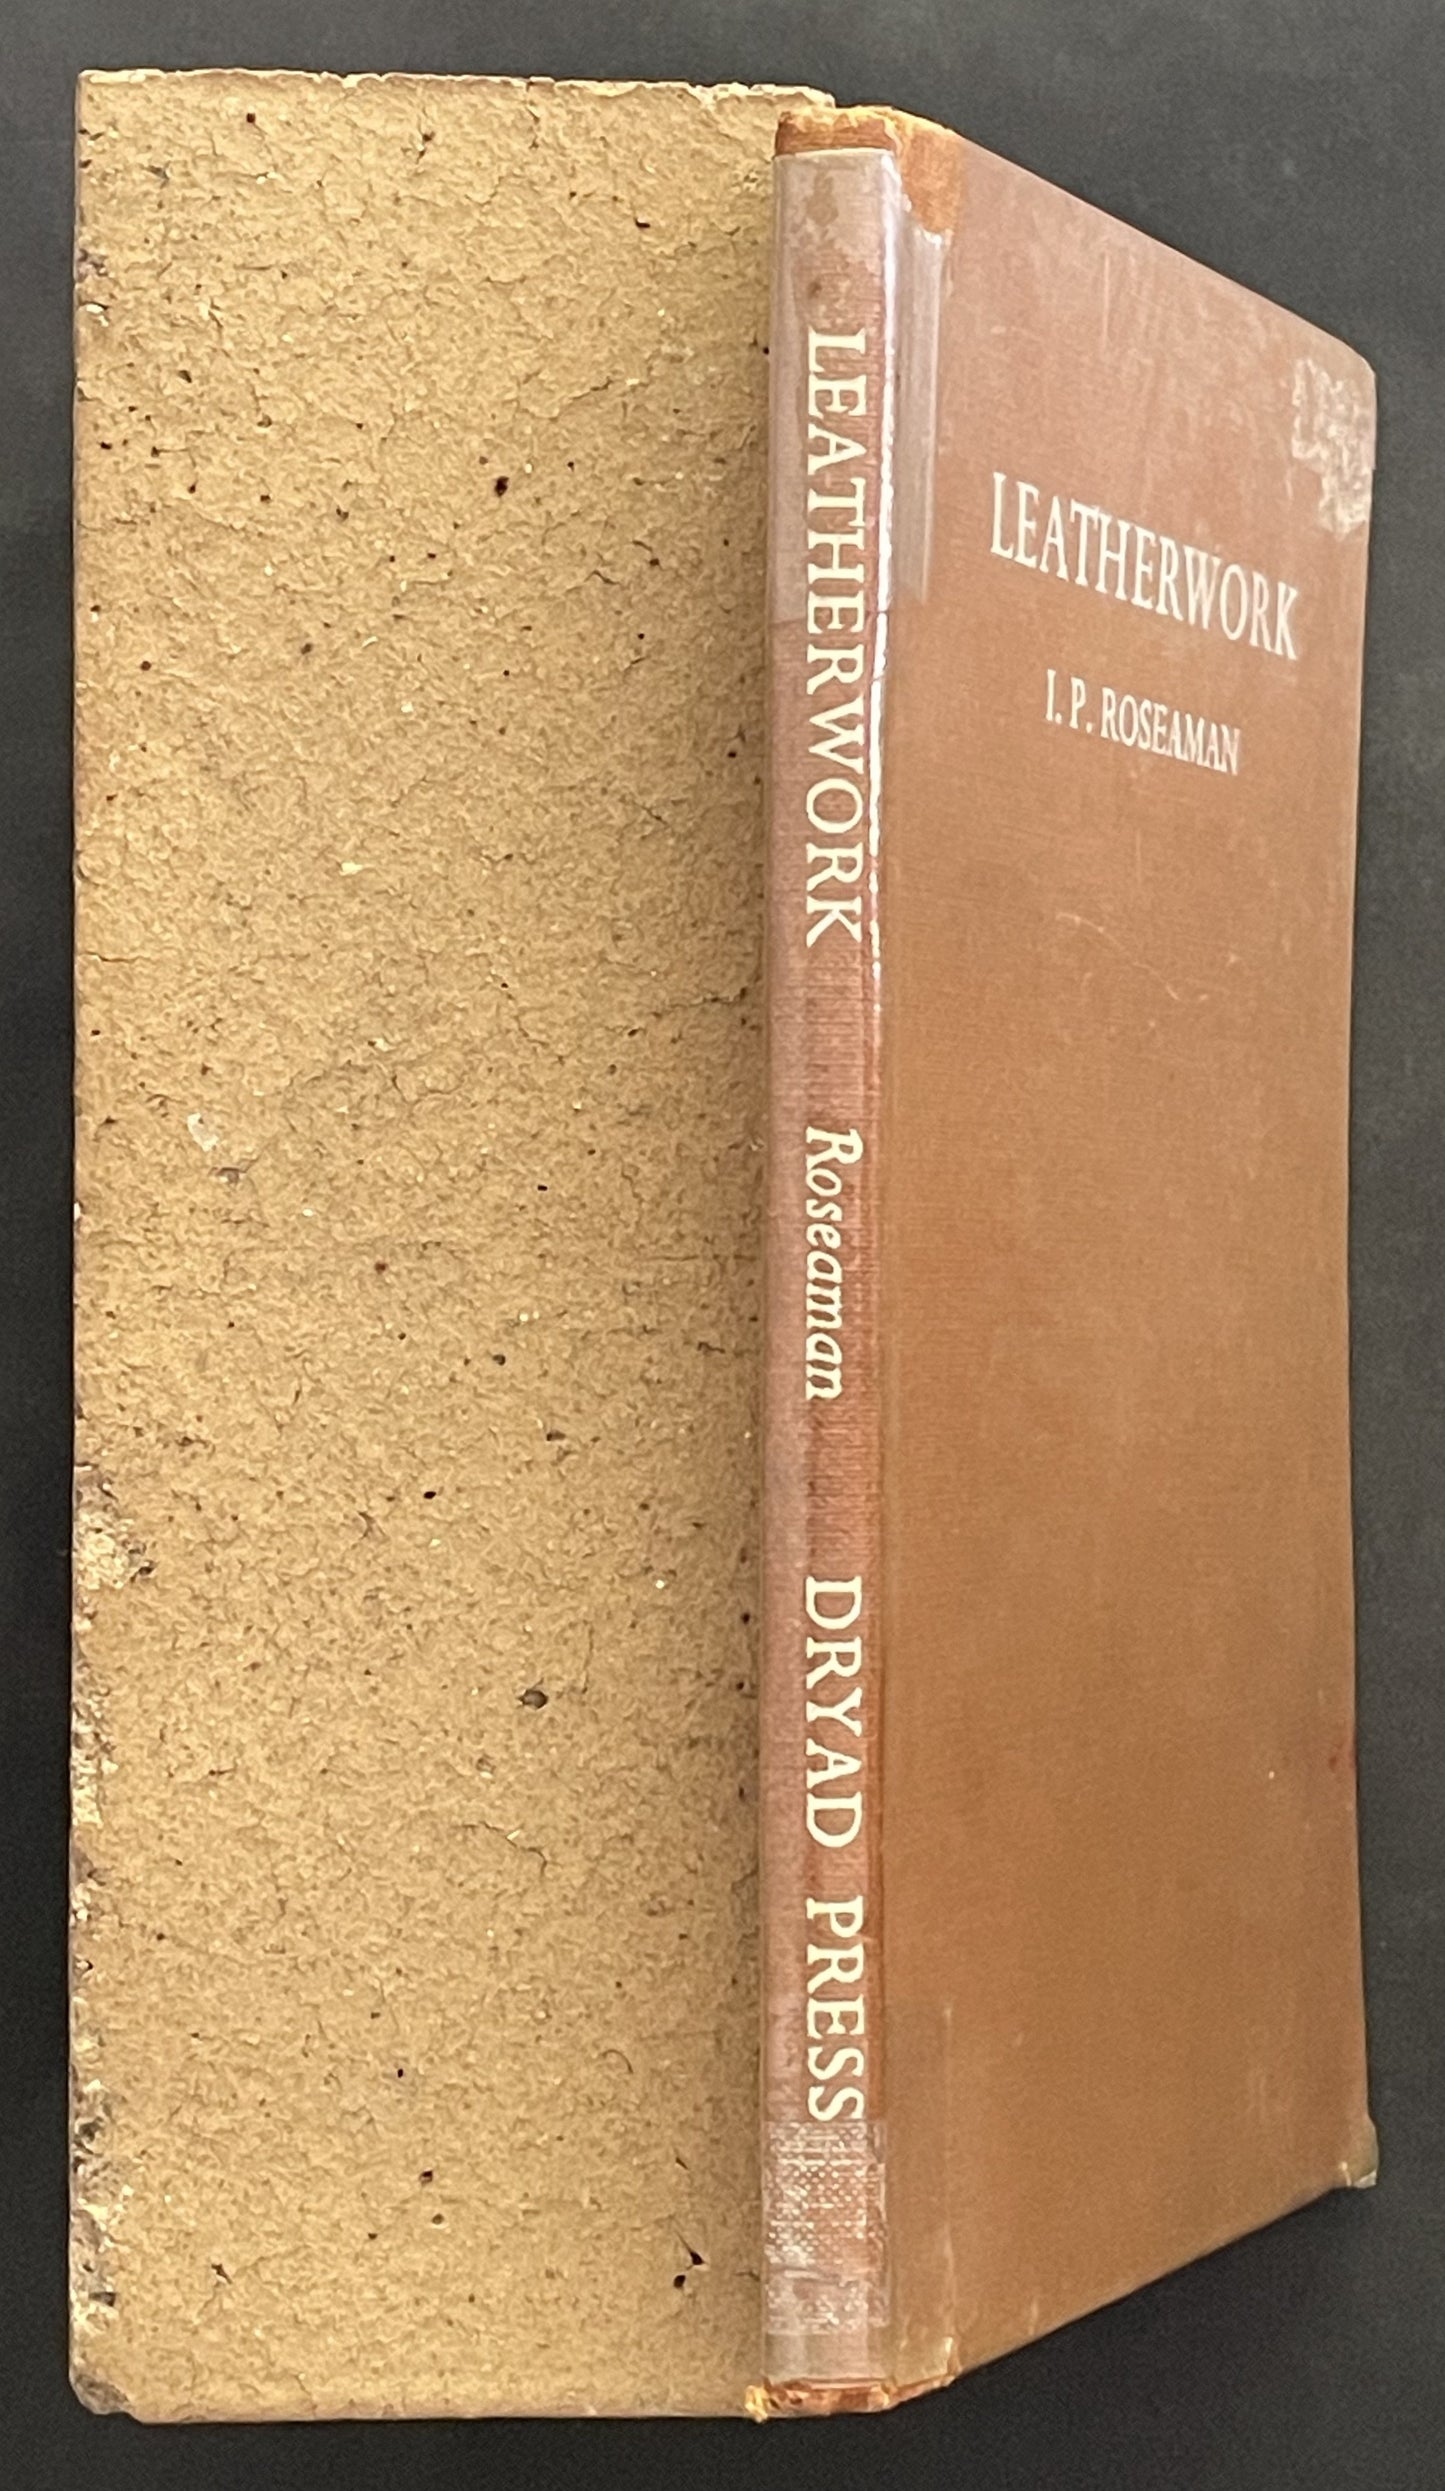 LEATHERWORK Roseaman DRYAD PRESS
LEATHERWORK
I. P. ROSEAMAN